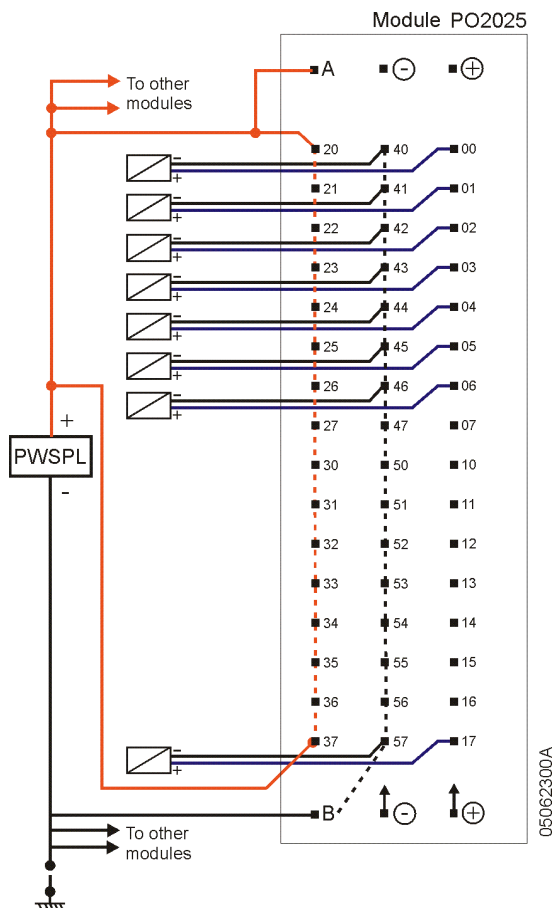 Module PO2025
A - +
To other
modules
20 40 00
- +
21 41 01
- +
22 42 02
- +
23 43 03
- +
24 44 04
- +
25 45 05
- +
26 46 06
- +
27 47 07
+
PWSPL
-
30 50 10
31 51 11
32 52 12
33 53 13
34 54 14
35 55 15
36 56 16
37 57 17
- +
B - +
To other
modules
05062300A